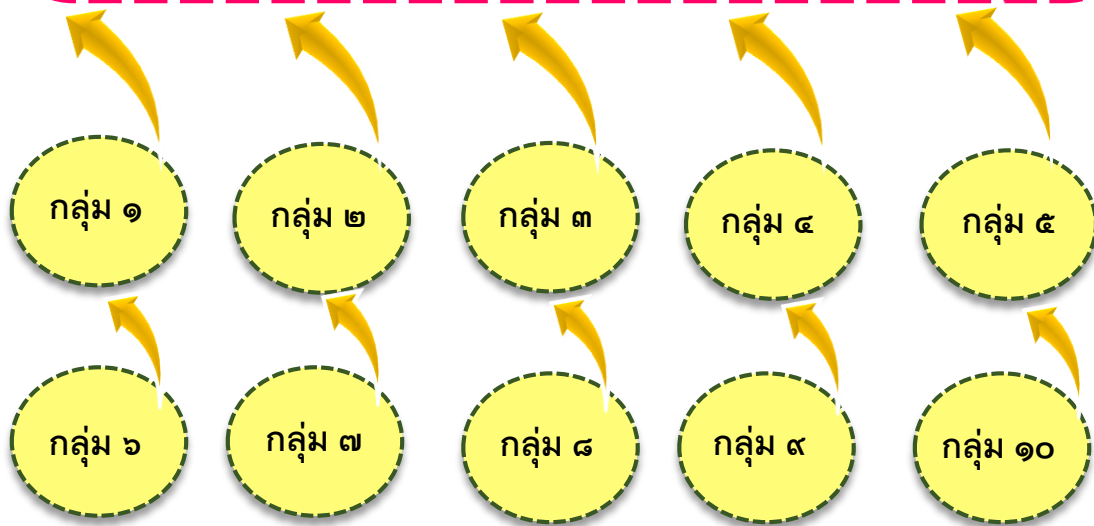 กลุ่ม ๑
กลุ่ม ๒
กลุ่ม ๓
กลุ่ม ๔
กลุ่ม ๕
กลุ่ม ๖
กลุ่ม ๗
กลุ่ม ๘
กลุ่ม ๙
กลุ่ม ๑๐